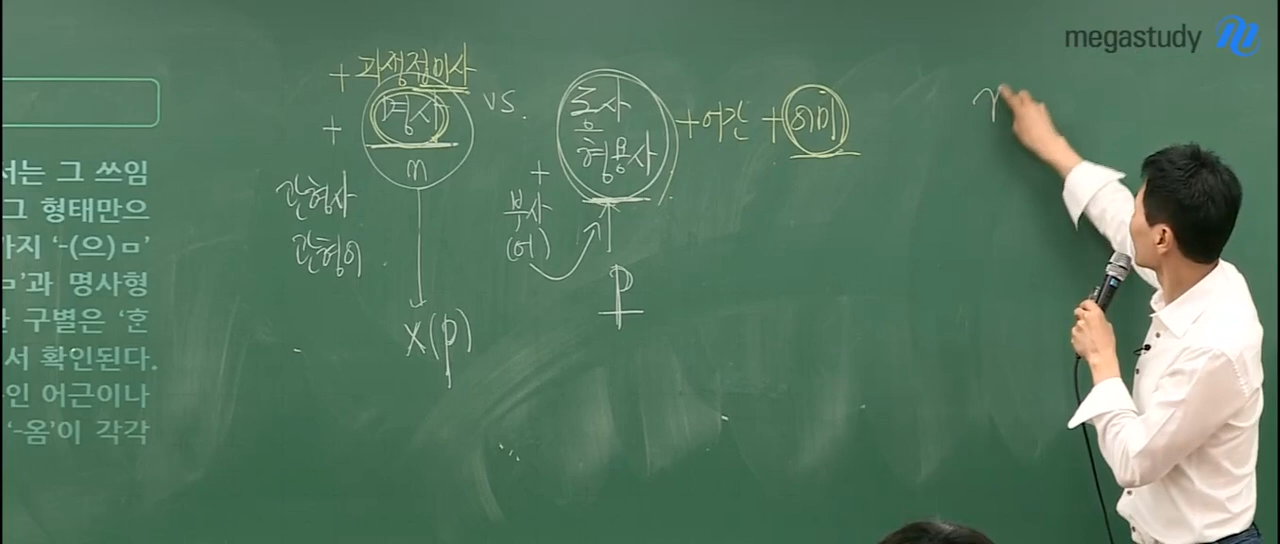 megastudy
+ 파생접미사
명사 vs. 동사
형용사 + 어간 + 어미
+
m
관형사
관형어
+
부사
(어)
P
X(p)
서는 그 쓰임
그 형태만으
가지 '-(으)ㅁ'
ㅁ'과 명사형
구별은 '훈
서 확인된다.
인 어근이나
'-옴'이 각각